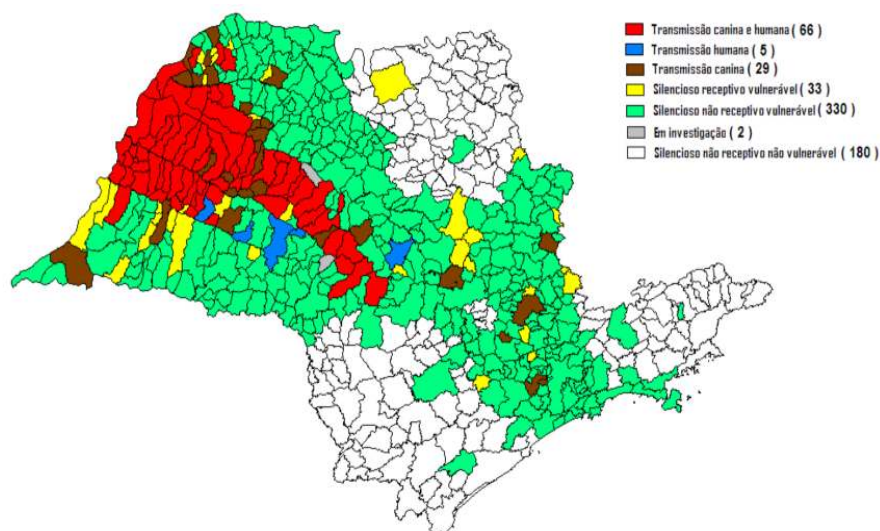 Transmissão canina e humana ( 66 )
Transmissão humana ( 5 )
Transmissão canina ( 29 )
Silencioso receptivo vulnerável ( 33 )
Silencioso não receptivo vulnerável ( 330 )
Em investigação ( 2 )
Silencioso não receptivo não vulnerável ( 180 )